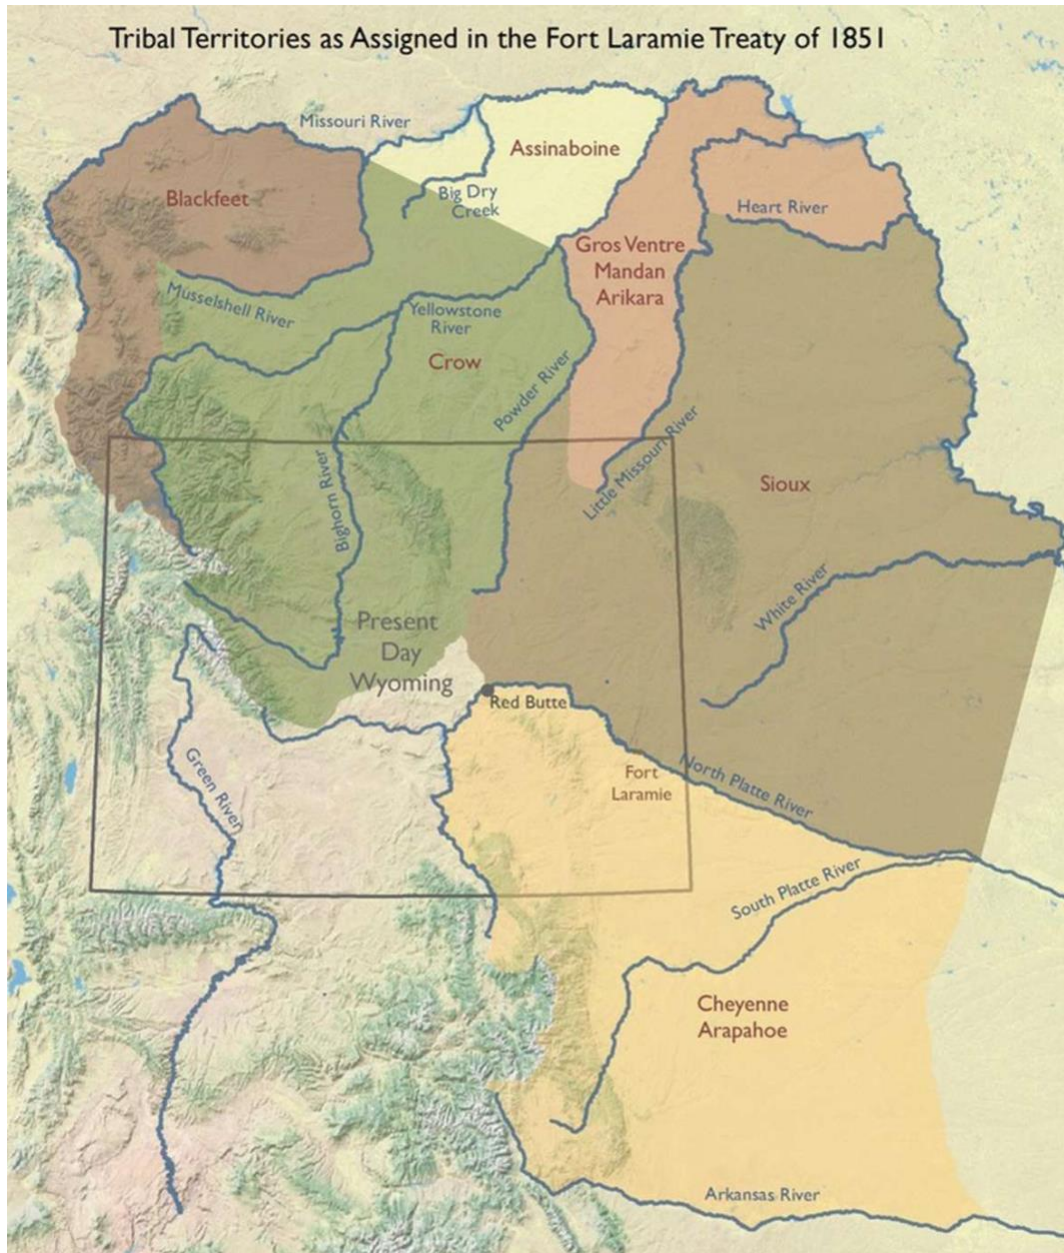 Tribal Territories as Assigned in the Fort Laramie Treaty of 1851
Missouri River
Assinaboine
Blackfeet
Big Dry
Creek
Heart River
Gros Ventre
Mandan
Arikara
Musselshell River
Yellowstone
River
Crow
Powder River
Little Missouri River
Bighorn River
Sioux
White River
Present
Day
Wyoming
Red Butte
Green River
Fort
Laramie
North Platte River
South Platte River
Cheyenne
Arapahoe
Arkansas River